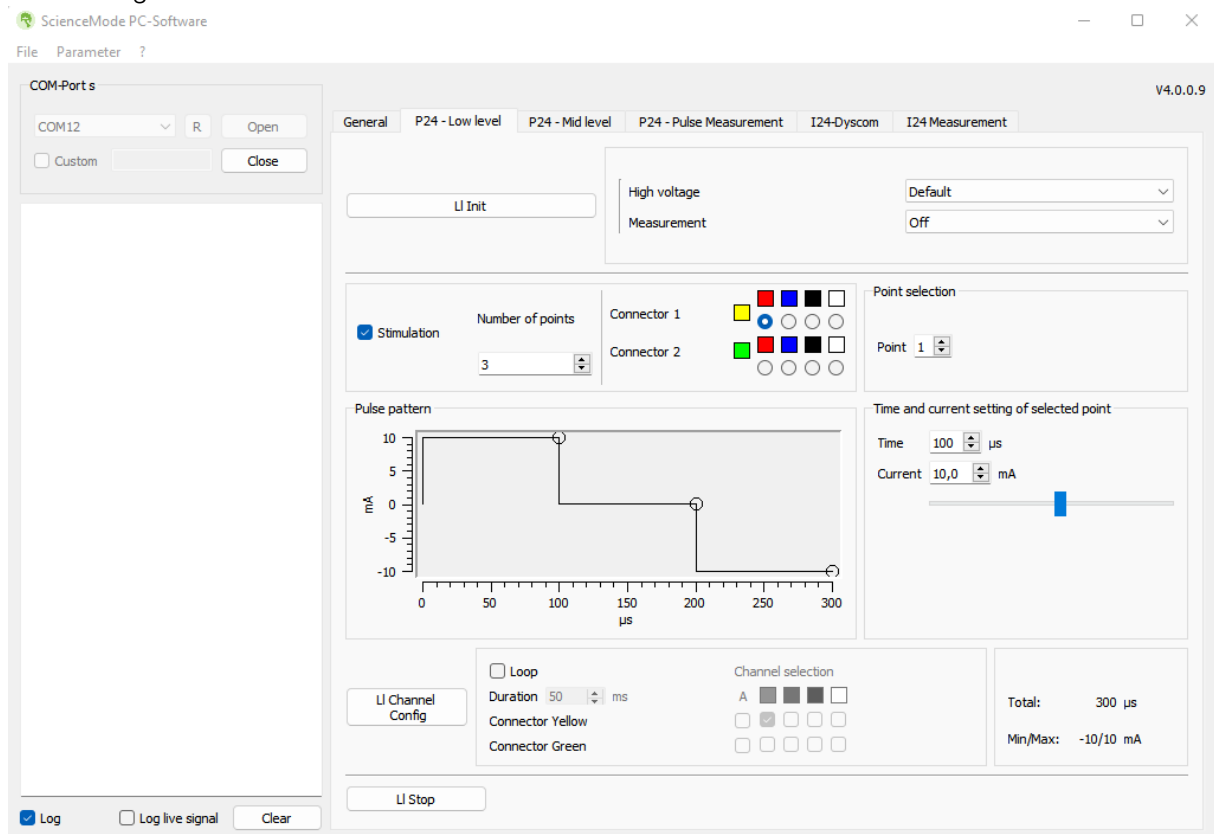 ScienceMode PC-Software
File Parameter ?
COM-Port s
V4.0.0.9
COM12 R Open
Custom Close
General P24 - Low level P24 - Mid level P24 - Pulse Measurement I24-Dyscom I24 Measurement
Ll Init
High voltage Default
Measurement Off
Stimulation
Number of points
3
Connector 1
Connector 2
Point selection
Point 1
Pulse pattern
10
5
0
-5
-10
mA
0 50 100 150 200 250 300
µs
Time and current setting of selected point
Time 100 µs
Current 10,0 mA
Ll Channel
Config
Loop
Duration 50 ms
Connector Yellow
Connector Green
Channel selection
A
Total: 300 µs
Min/Max: -10/10 mA
Ll Stop
Log Log live signal Clear